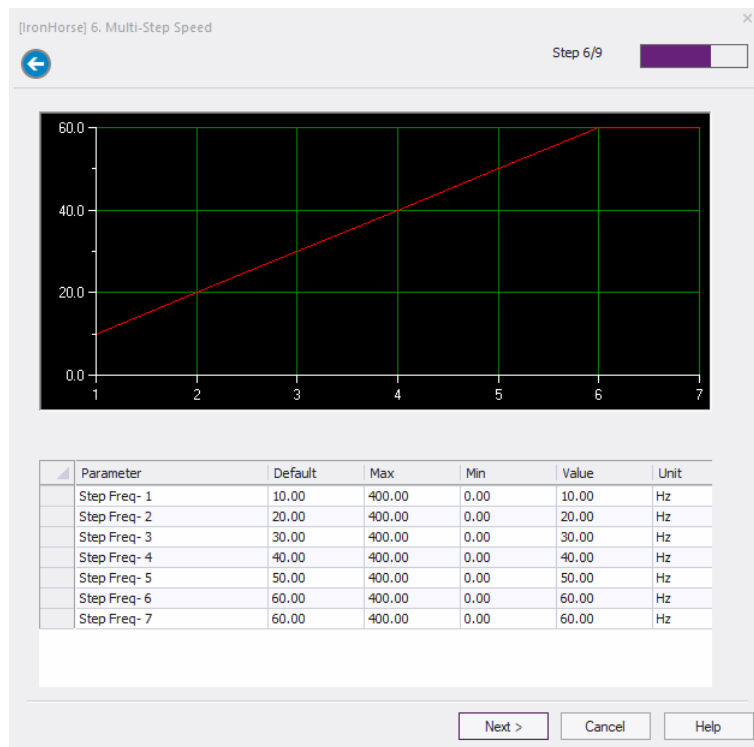 [IronHorse] 6. Multi-Step Speed
Step 6/9
60.0
40.0
20.0
0.0
1 2 3 4 5 6 7
Parameter Default Max Min Value Unit
Step Freq- 1 10.00 400.00 0.00 10.00 Hz
Step Freq- 2 20.00 400.00 0.00 20.00 Hz
Step Freq- 3 30.00 400.00 0.00 30.00 Hz
Step Freq- 4 40.00 400.00 0.00 40.00 Hz
Step Freq- 5 50.00 400.00 0.00 50.00 Hz
Step Freq- 6 60.00 400.00 0.00 60.00 Hz
Step Freq- 7 60.00 400.00 0.00 60.00 Hz
Next > Cancel Help